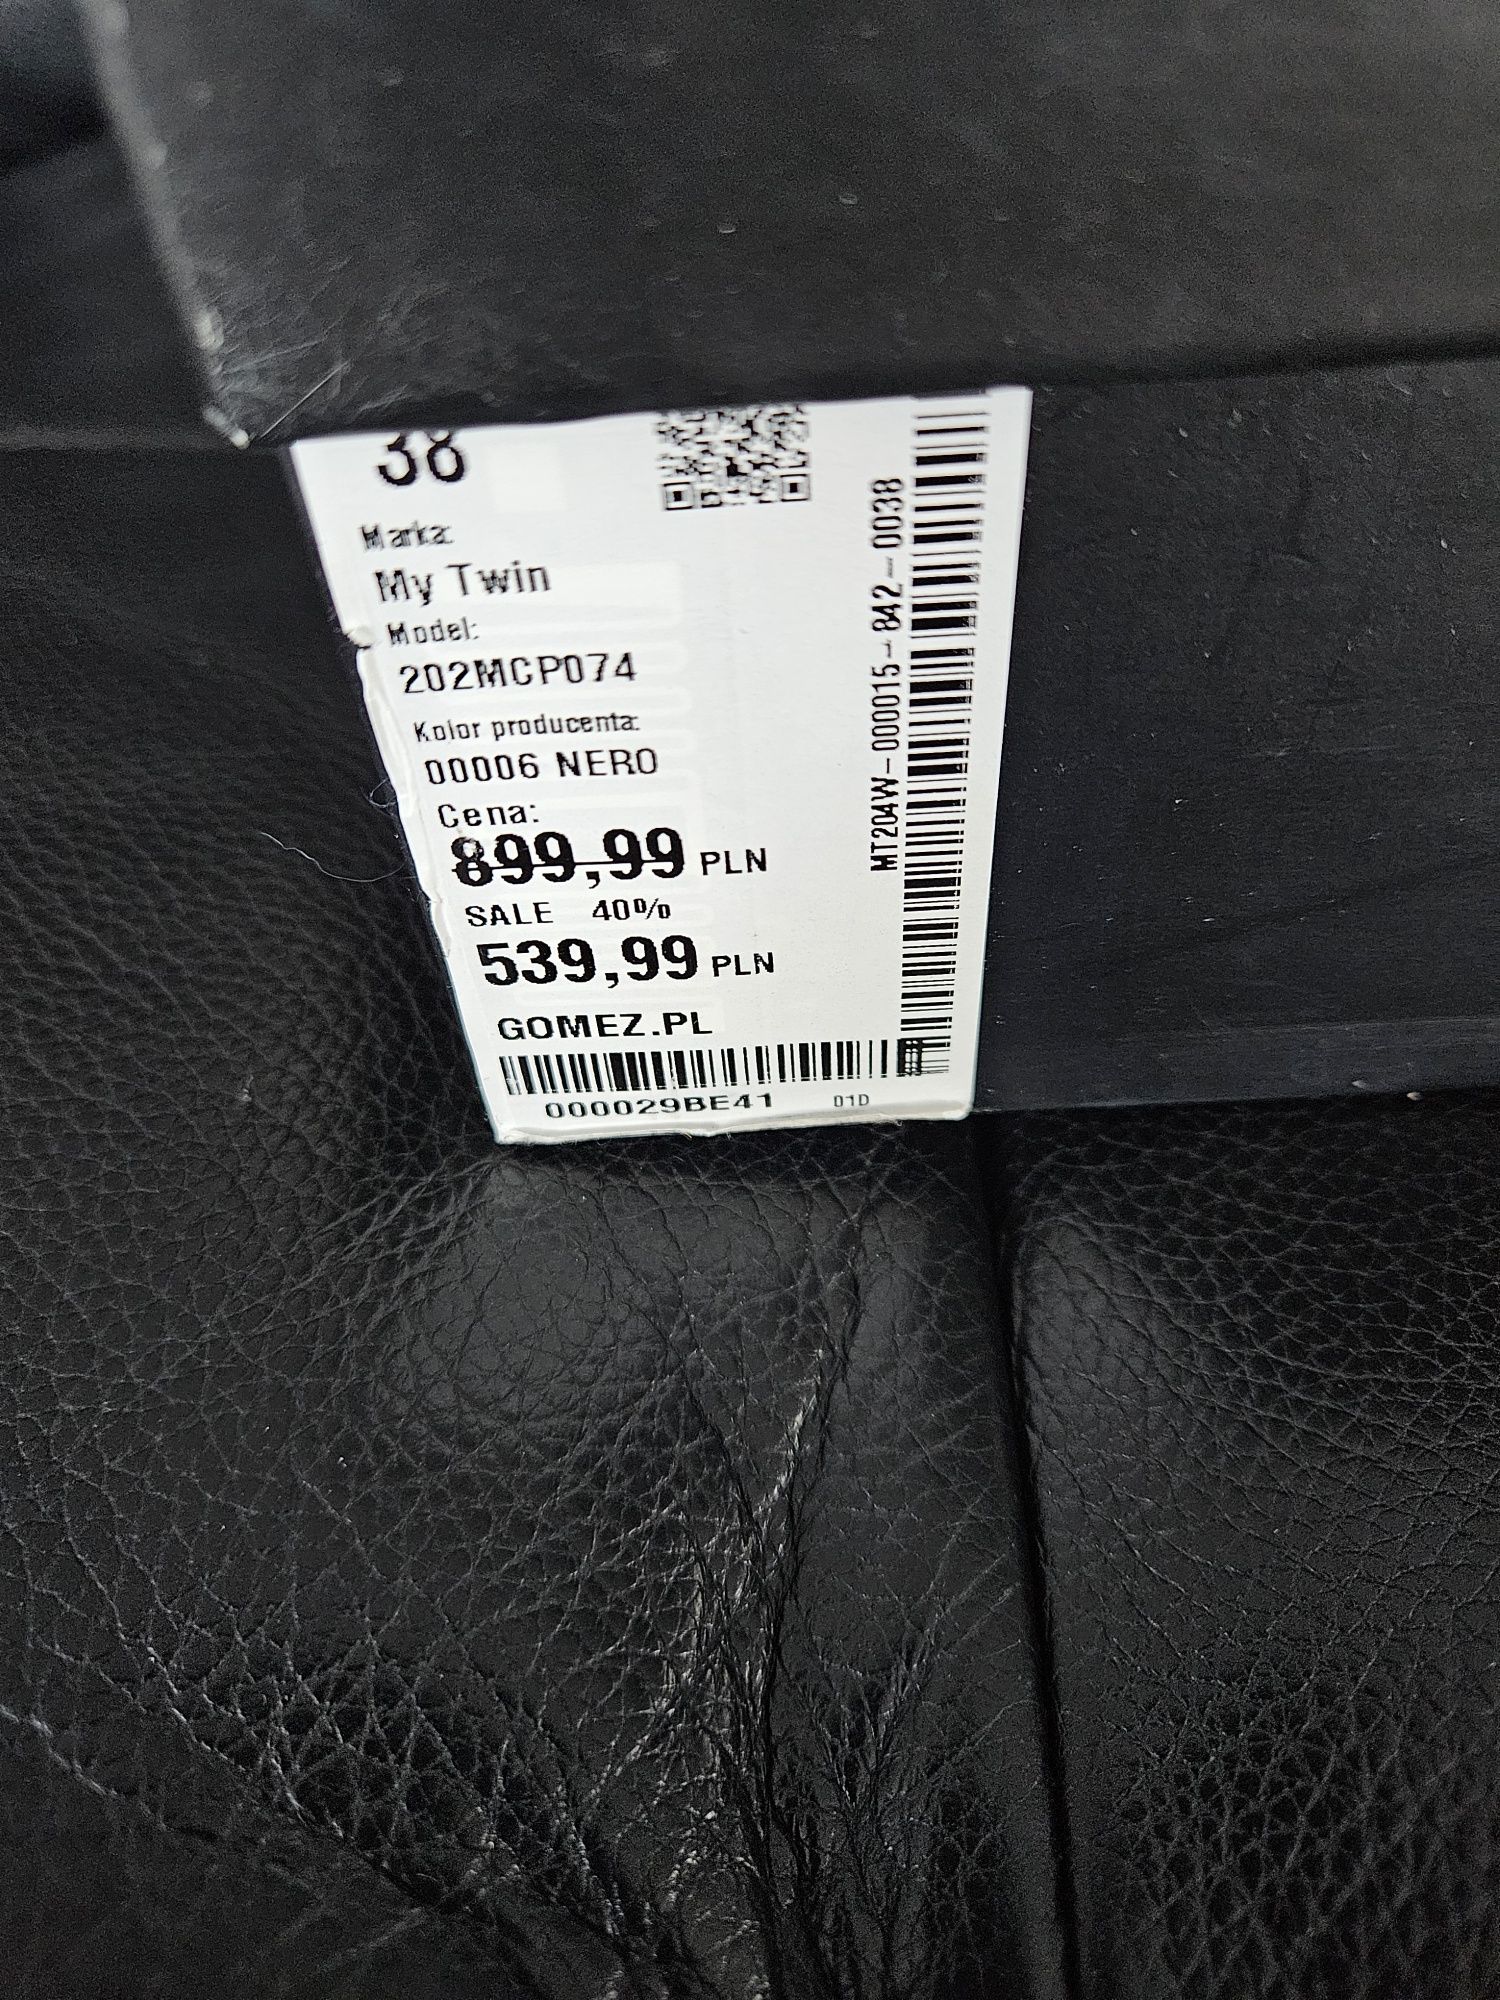 38
Marka:
My Twin
Model:
202MCP074
Kolor producenta:
00006 NERO
Cena:
899,99 PLN
SALE 40%
539,99 PLN
GOMEZ.PL
000029BE41 01D
MT204W-000015-842-0038